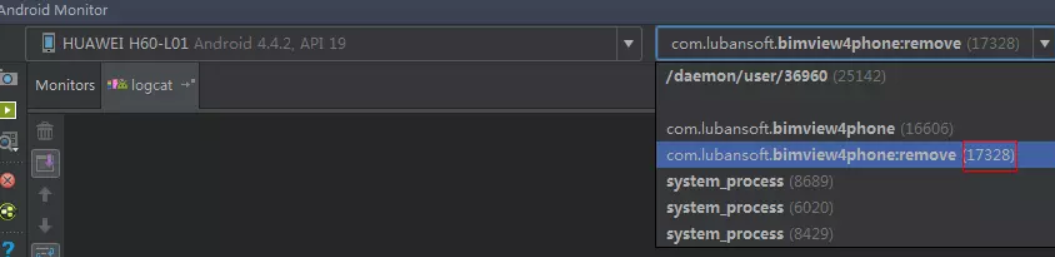 Android Monitor
HUAWEI H60-L01 Android 4.4.2, API 19
com.lubansoft.bimview4phone:remove (17328)
Monitors
logcat
/daemon/user/36960 (25142)
com.lubansoft.bimview4phone (16606)
com.lubansoft.bimview4phone:remove (17328)
system_process (8689)
system_process (6020)
system_process (8429)